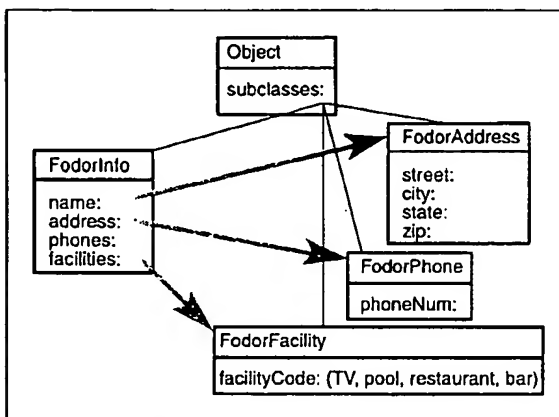 Object
subclasses:
FodorInfo
name:
address:
phones:
facilities:
FodorAddress
street:
city:
state:
zip:
FodorPhone
phoneNum:
FodorFacility
facilityCode: (TV, pool, restaurant, bar)